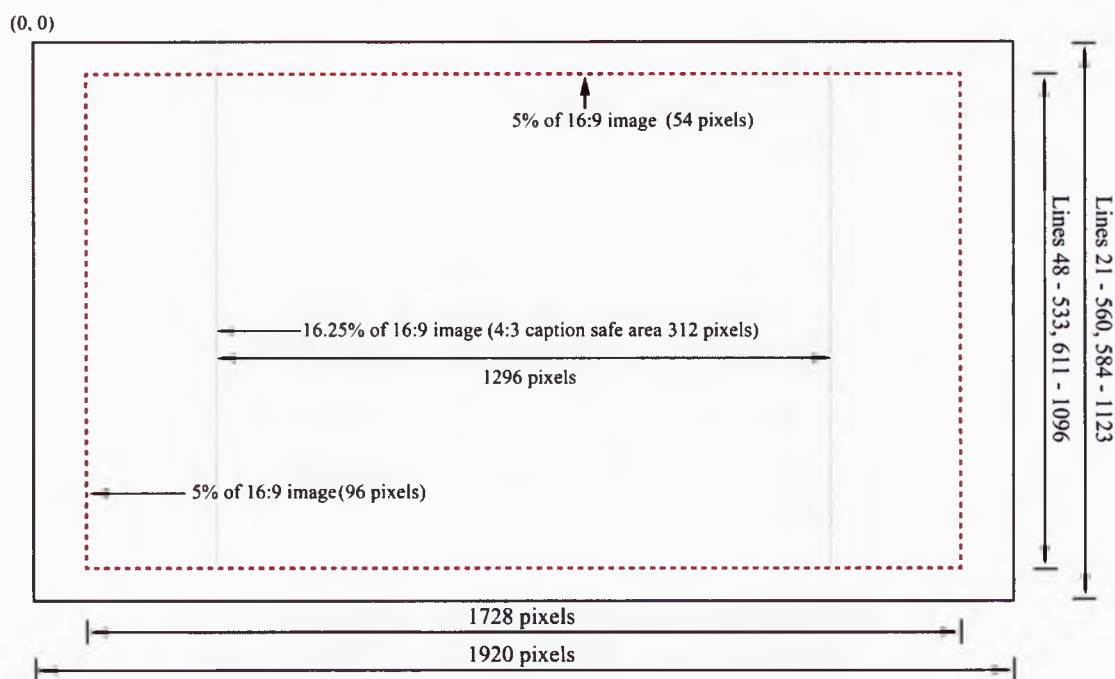 (0, 0)
5% of 16:9 image (54 pixels)
16.25% of 16:9 image (4:3 caption safe area 312 pixels)
1296 pixels
5% of 16:9 image(96 pixels)
1728 pixels
1920 pixels
Lines 48 - 533, 611 - 1096
Lines 21 - 560, 584 - 1123